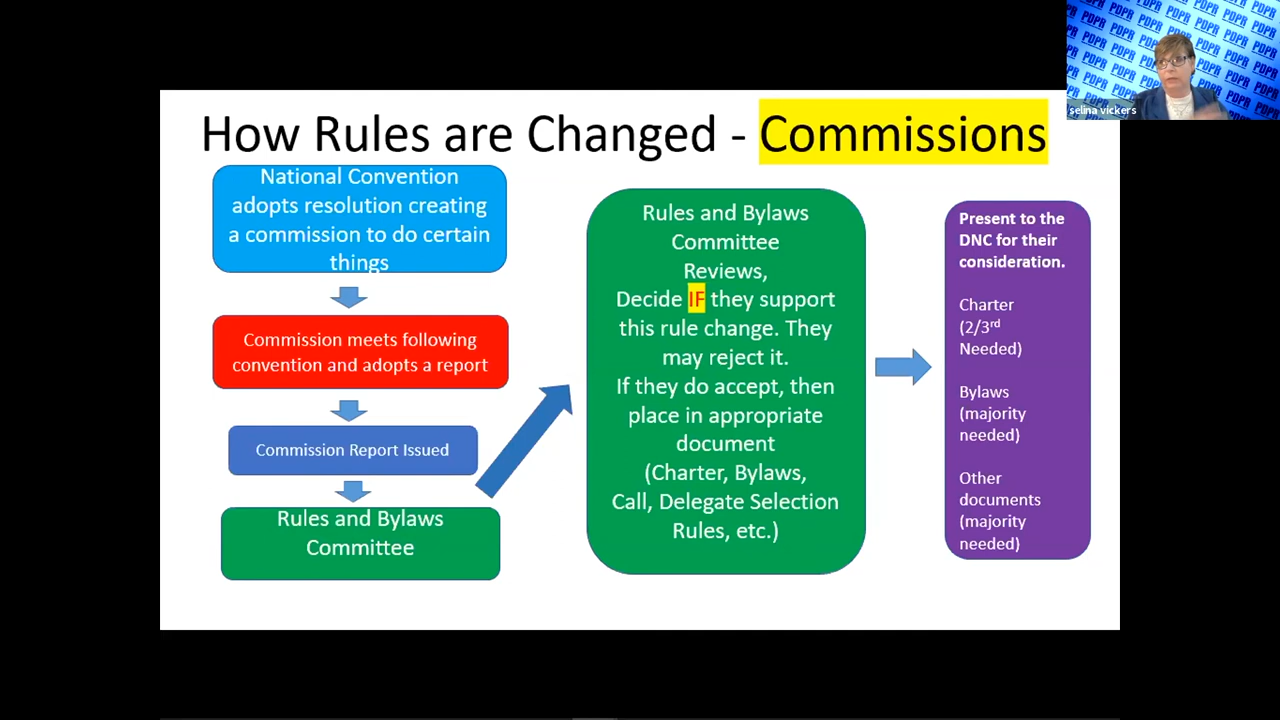 How Rules are Changed - Commissions
National Convention
adopts resolution creating
a commission to do certain
things
Commission meets following
convention and adopts a report
Commission Report Issued
Rules and Bylaws
Committee
Rules and Bylaws
Committee
Reviews,
Decide IF they support
this rule change. They
may reject it.
If they do accept, then
place in appropriate
document
(Charter, Bylaws,
Call, Delegate Selection
Rules, etc.)
Present to the
DNC for their
consideration.
Charter
(2/3rd
Needed)
Bylaws
(majority
needed)
Other
documents
(majority
needed)
PDPR
selina vickers